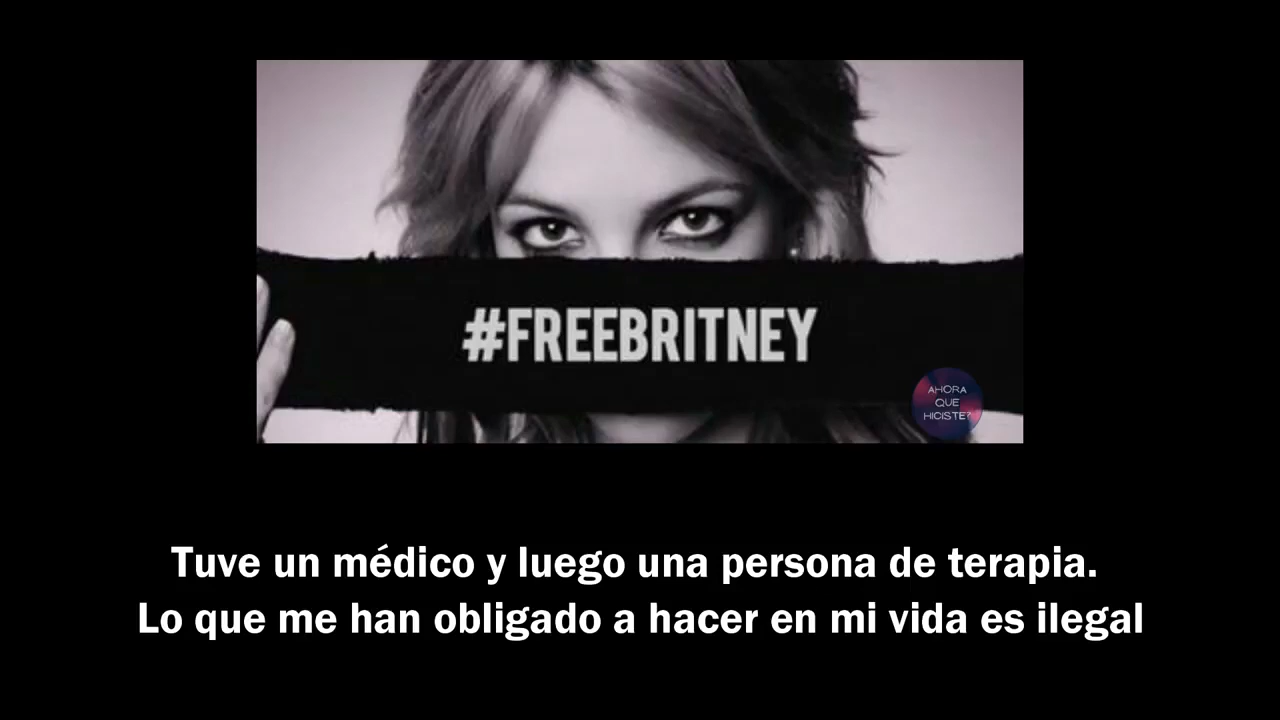 #FREEBRITNEY
AHORA
QUE
HICISTE?
Tuve un médico y luego una persona de terapia.
Lo que me han obligado a hacer en mi vida es ilegal